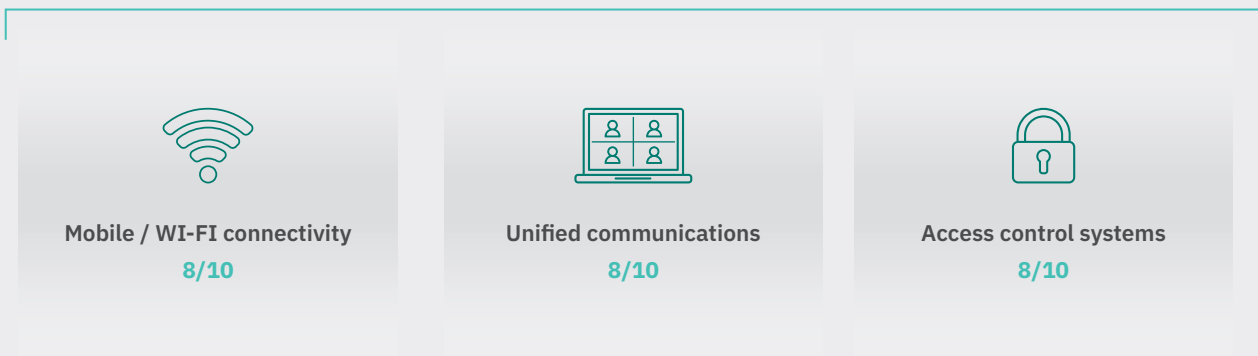 Mobile / WI-FI connectivity
8/10
Unified communications
8/10
Access control systems
8/10